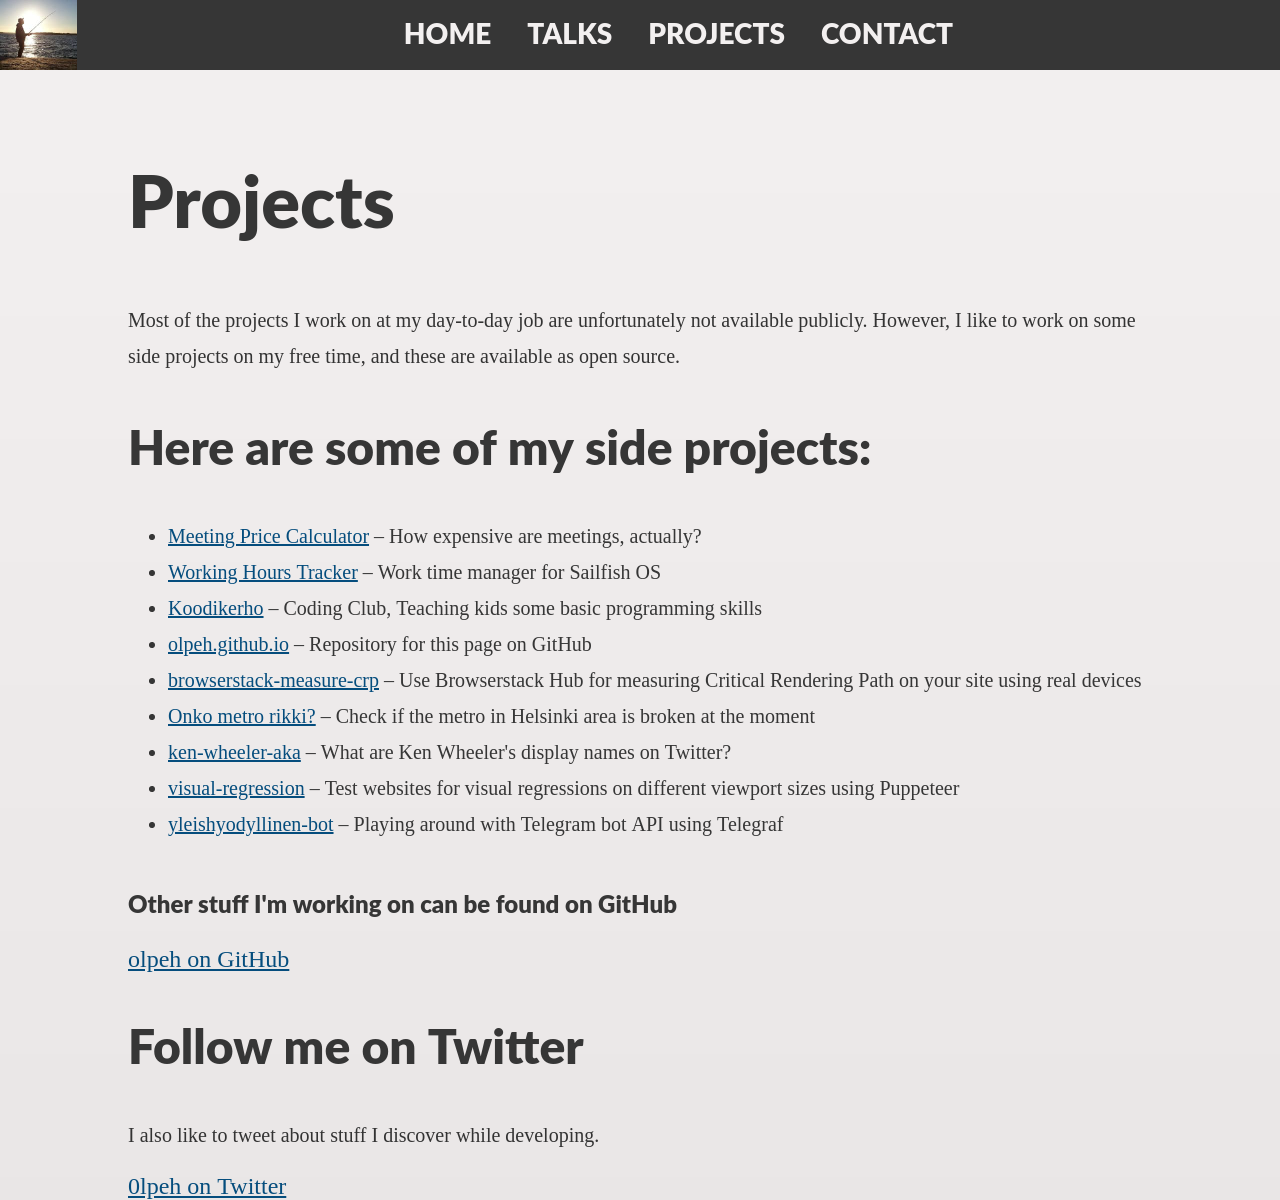 HOME TALKS PROJECTS CONTACT
Projects
Most of the projects I work on at my day-to-day job are unfortunately not available publicly. However, I like to work on some
side projects on my free time, and these are available as open source.
Here are some of my side projects:
• Meeting Price Calculator – How expensive are meetings, actually?
• Working Hours Tracker – Work time manager for Sailfish OS
• Koodikerho – Coding Club, Teaching kids some basic programming skills
• olpeh.github.io – Repository for this page on GitHub
• browserstack-measure-crp – Use Browserstack Hub for measuring Critical Rendering Path on your site using real devices
• Onko metro rikki? – Check if the metro in Helsinki area is broken at the moment
• ken-wheeler-aka – What are Ken Wheeler's display names on Twitter?
• visual-regression – Test websites for visual regressions on different viewport sizes using Puppeteer
• yleishyodyllinen-bot – Playing around with Telegram bot API using Telegraf
Other stuff I'm working on can be found on GitHub
olpeh on GitHub
Follow me on Twitter
I also like to tweet about stuff I discover while developing.
0lpeh on Twitter